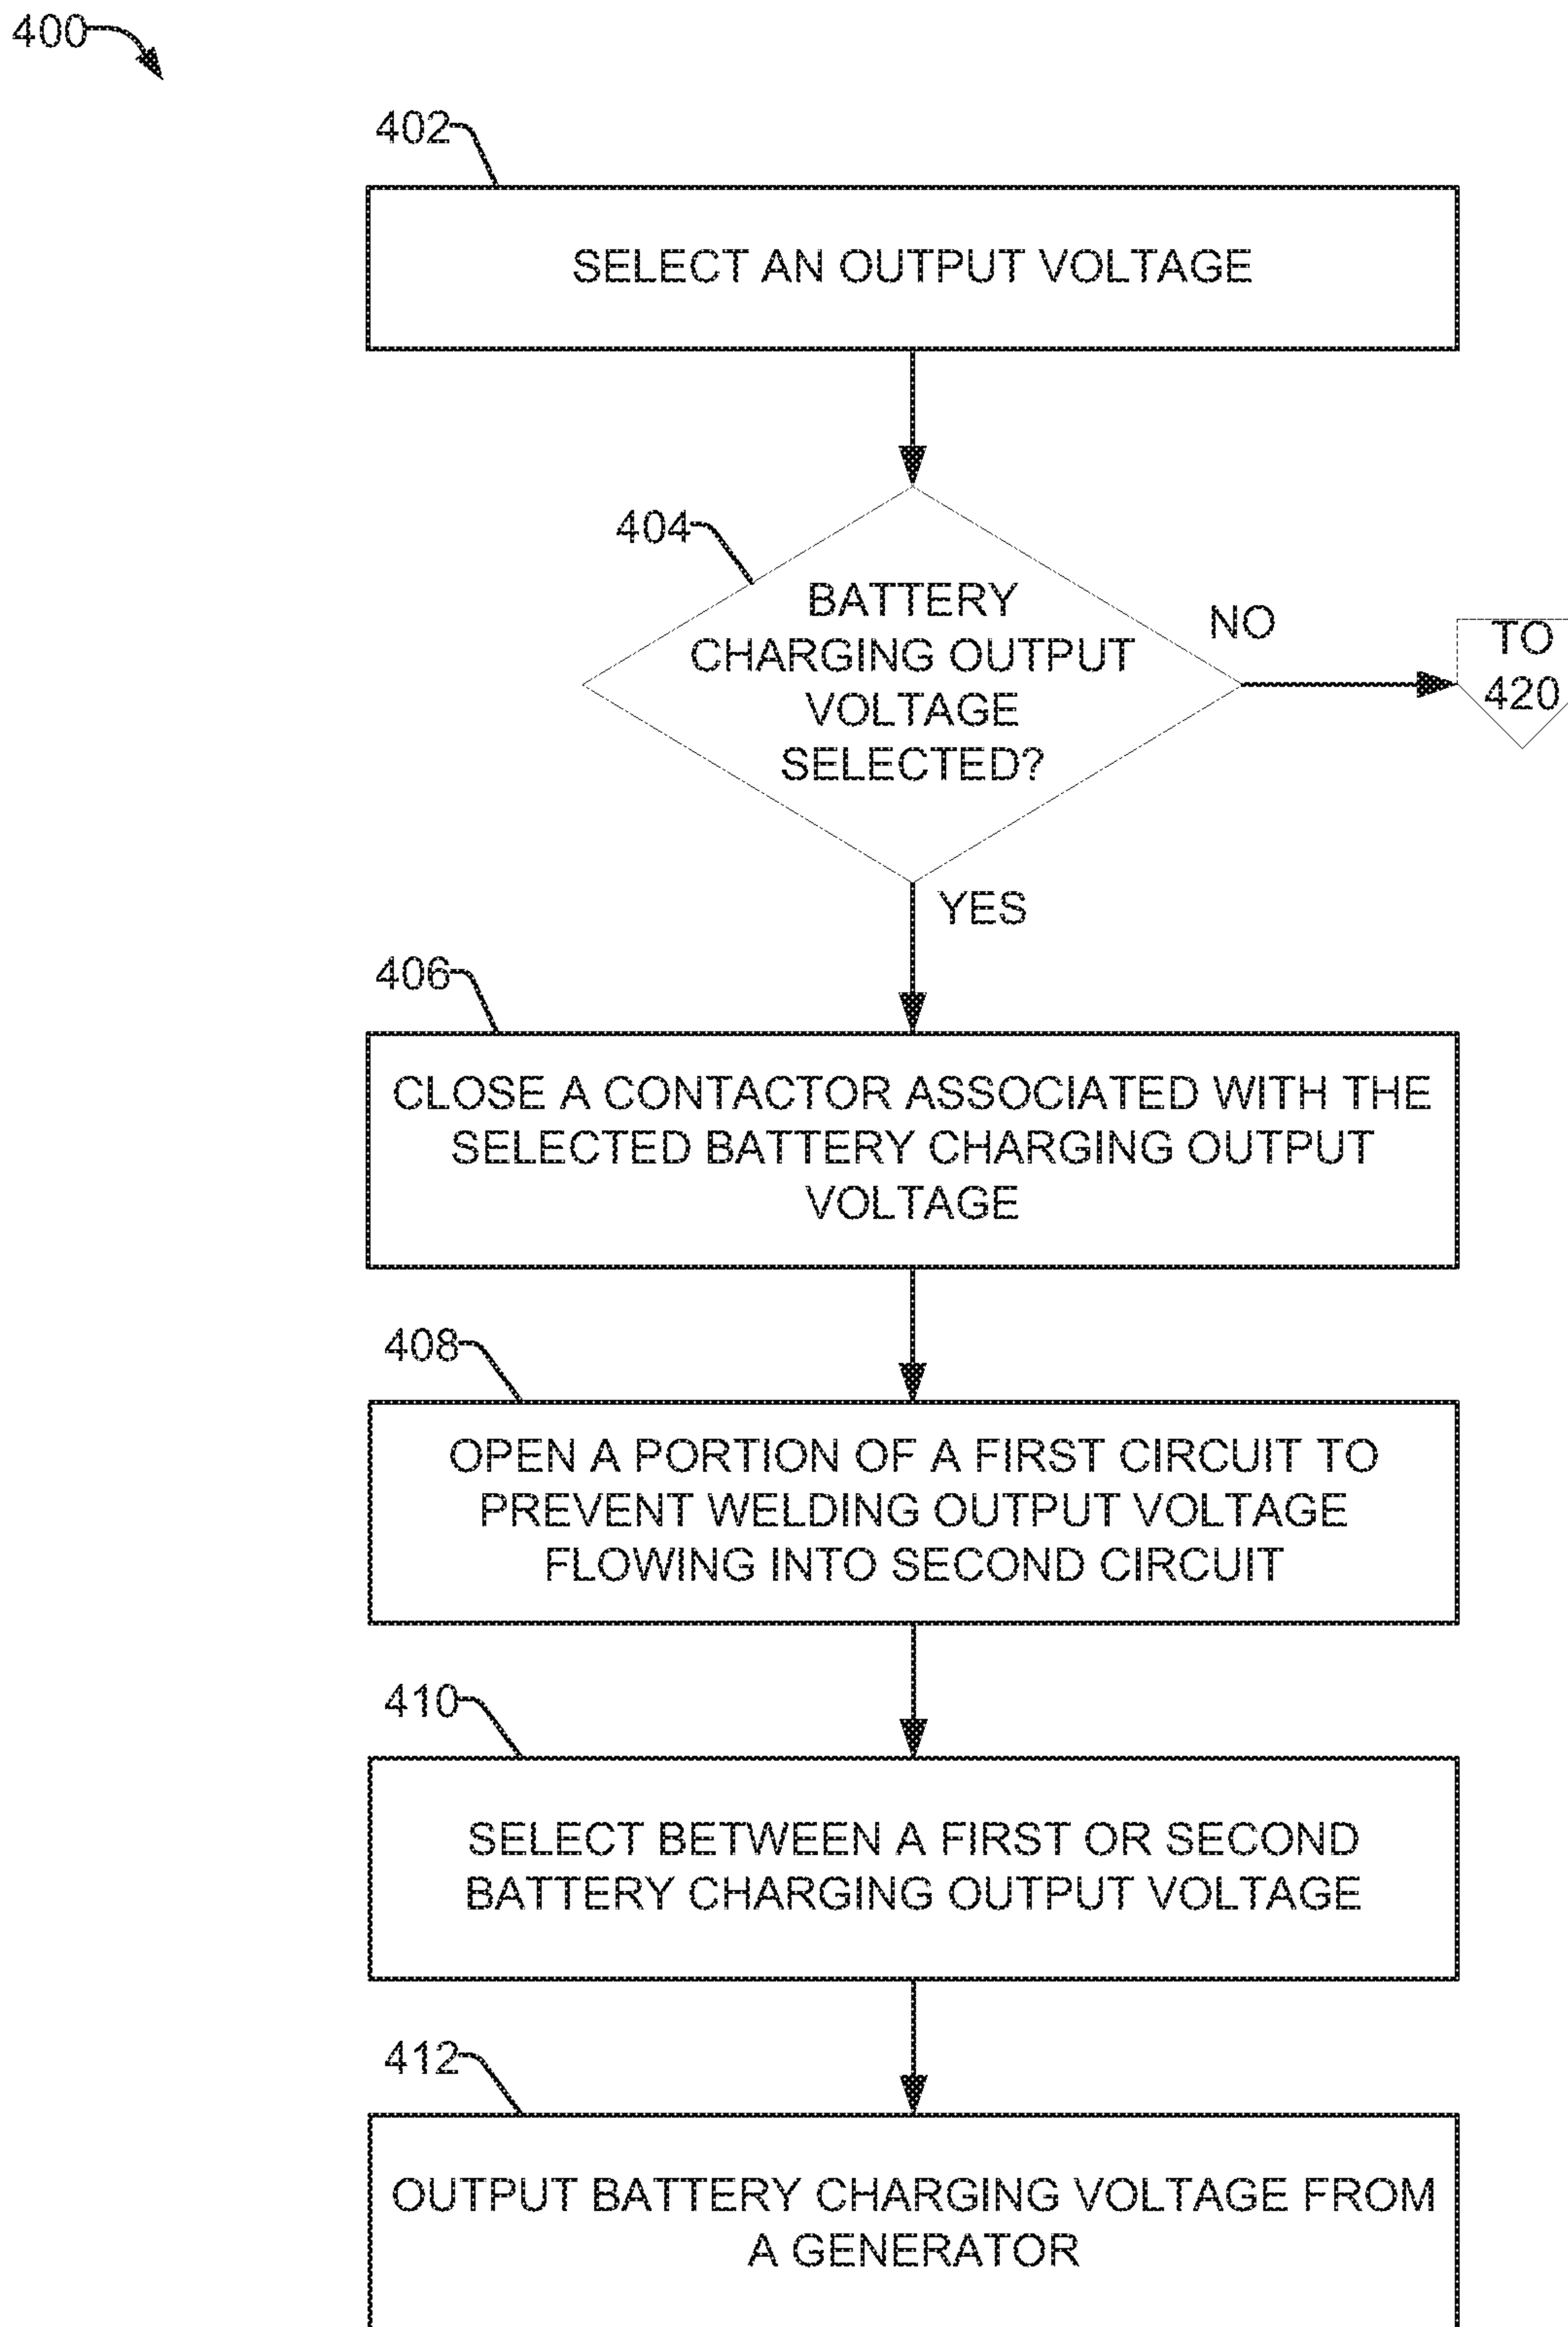 400
402
SELECT AN OUTPUT VOLTAGE
404
BATTERY
CHARGING OUTPUT
VOLTAGE
SELECTED?
NO
TO
420
YES
406
CLOSE A CONTACTOR ASSOCIATED WITH THE
SELECTED BATTERY CHARGING OUTPUT
VOLTAGE
408
OPEN A PORTION OF A FIRST CIRCUIT TO
PREVENT WELDING OUTPUT VOLTAGE
FLOWING INTO SECOND CIRCUIT
410
SELECT BETWEEN A FIRST OR SECOND
BATTERY CHARGING OUTPUT VOLTAGE
412
OUTPUT BATTERY CHARGING VOLTAGE FROM
A GENERATOR